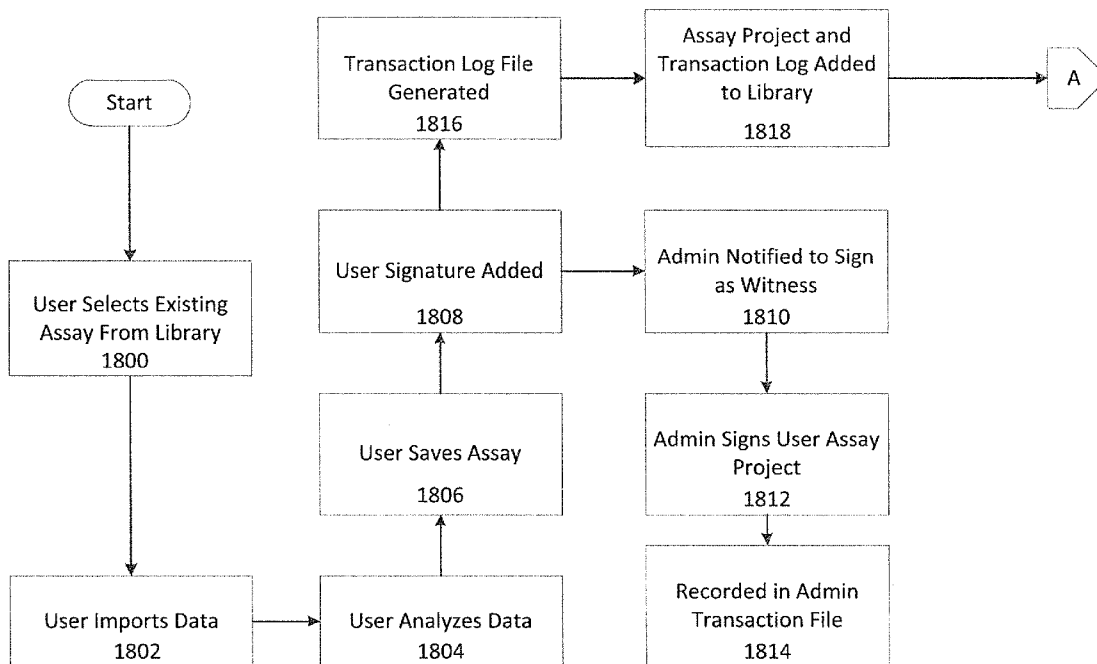 Start
User Selects Existing
Assay From Library
1800
User Imports Data
1802
User Analyzes Data
1804
User Saves Assay
1806
User Signature Added
1808
Admin Notified to Sign
as Witness
1810
Admin Signs User Assay
Project
1812
Recorded in Admin
Transaction File
1814
Transaction Log File
Generated
1816
Assay Project and
Transaction Log Added
to Library
1818
A